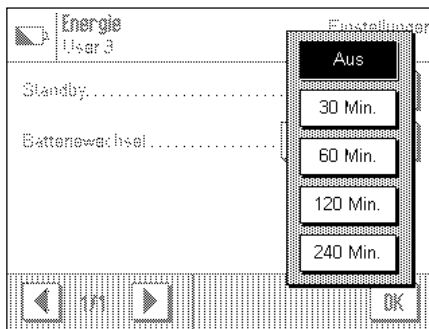 Energie
Einstellungen
User 3
Standby
Batteriewechsel
Aus
30 Min.
60 Min.
120 Min.
240 Min.
1/1
OK